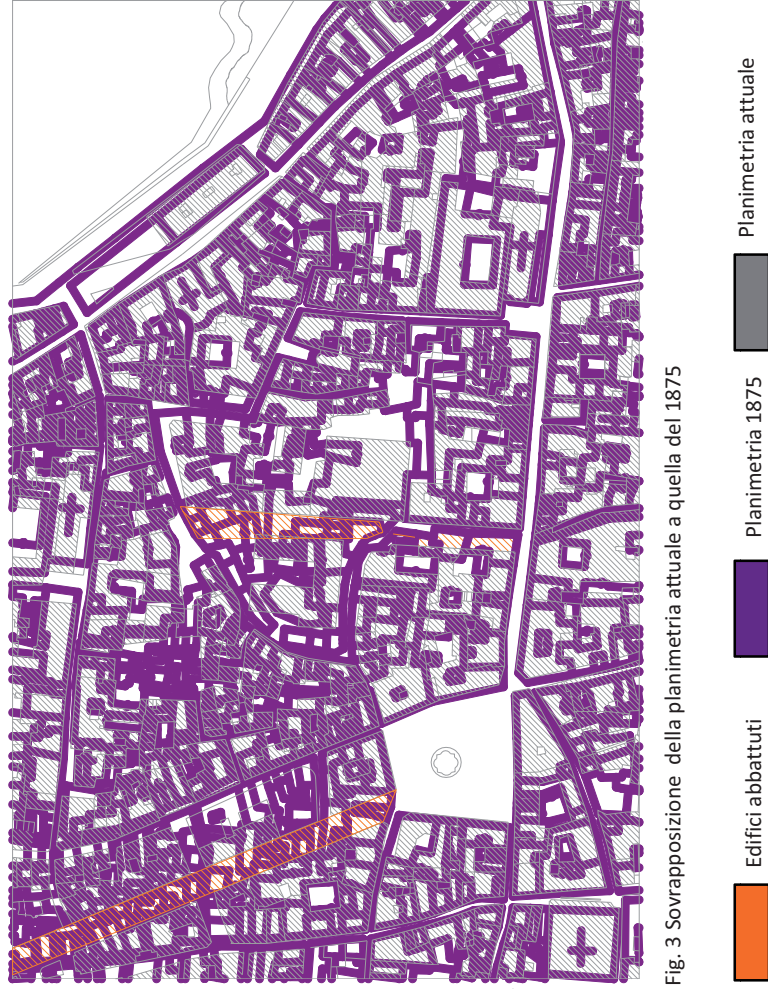 Fig. 3 Sovrapposizione della planimetria attuale a quella del 1875
Edifici abbattuti
Planimetria 1875
Planimetria attuale